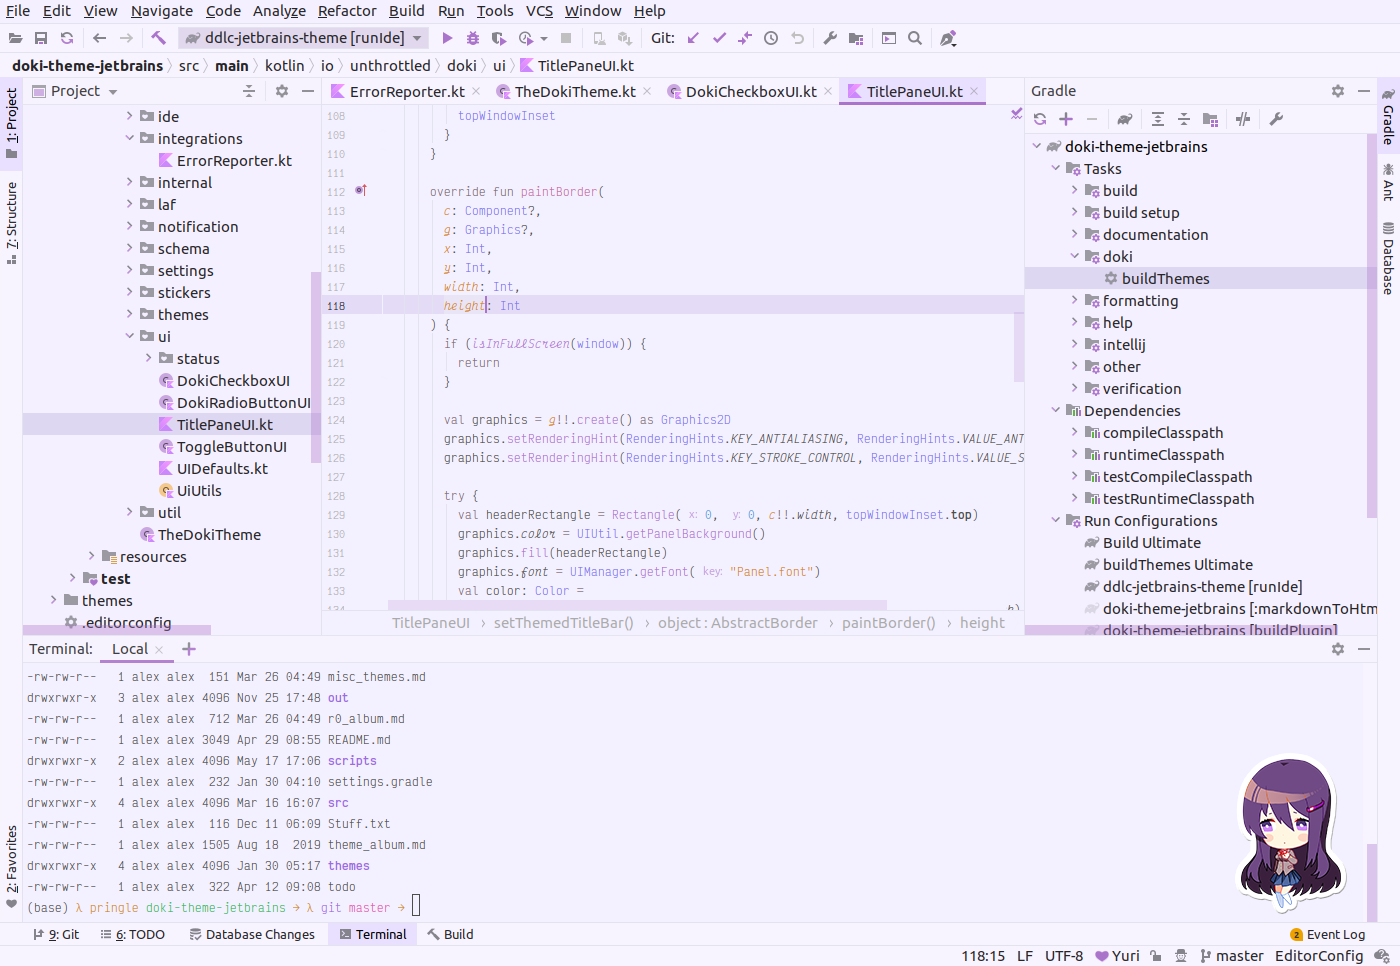 File Edit View Navigate Code Analyze Refactor Build Run Tools VCS Window Help
ddlc-jetbrains-theme [runIde] Git:
doki-theme-jetbrains src main kotlin io unthrottled doki ui TitlePaneUI.kt
1: Project
7: Structure
2: Favorites
Project
ide
integrations
ErrorReporter.kt
internal
laf
notification
schema
settings
stickers
themes
ui
status
DokiCheckboxUI
DokiRadioButtonUI
TitlePaneUI.kt
ToggleButtonUI
UIDefaults.kt
UiUtils
util
TheDokiTheme
resources
test
themes
.editorconfig
ErrorReporter.kt TheDokiTheme.kt DokiCheckboxUI.kt TitlePaneUI.kt
108 topWindowInset
109 }
110 }
111
112 override fun paintBorder(
113 c: Component?,
114 g: Graphics?,
115 x: Int,
116 y: Int,
117 width: Int,
118 height: Int
119 ) {
120 if (isInFullScreen(window)) {
121 return
122 }
123
124 val graphics = g!!.create() as Graphics2D
125 graphics.setRenderingHint(RenderingHints.KEY_ANTIALIASING, RenderingHints.VALUE_ANT
126 graphics.setRenderingHint(RenderingHints.KEY_STROKE_CONTROL, RenderingHints.VALUE_S
127
128 try {
129 val headerRectangle = Rectangle( x: 0, y: 0, c!!.width, topWindowInset.top)
130 graphics.color = UIUtil.getPanelBackground()
131 graphics.fill(headerRectangle)
132 graphics.font = UIManager.getFont( key: "Panel.font")
133 val color: Color =
134 h)
TitlePaneUI setThemedTitleBar() object : AbstractBorder paintBorder() height
Gradle
doki-theme-jetbrains
Tasks
build
build setup
documentation
doki
buildThemes
formatting
help
intellij
other
verification
Dependencies
compileClasspath
runtimeClasspath
testCompileClasspath
testRuntimeClasspath
Run Configurations
Build Ultimate
buildThemes Ultimate
ddlc-jetbrains-theme [runIde]
doki-theme-jetbrains [:markdownToHtm
doki-theme-jetbrains [buildPlugin]
Gradle
Ant
Database
Terminal: Local
-rw-rw-r-- 1 alex alex 151 Mar 26 04:49 misc_themes.md
drwxrwxr-x 3 alex alex 4096 Nov 25 17:48 out
-rw-rw-r-- 1 alex alex 712 Mar 26 04:49 r0_album.md
-rw-rw-r-- 1 alex alex 3049 Apr 29 08:55 README.md
drwxrwxr-x 2 alex alex 4096 May 17 17:06 scripts
-rw-rw-r-- 1 alex alex 232 Jan 30 04:10 settings.gradle
drwxrwxr-x 4 alex alex 4096 Mar 16 16:07 src
-rw-rw-r-- 1 alex alex 116 Dec 11 06:09 Stuff.txt
-rw-rw-r-- 1 alex alex 1505 Aug 18 2019 theme_album.md
drwxrwxr-x 4 alex alex 4096 Jan 30 05:17 themes
-rw-rw-r-- 1 alex alex 322 Apr 12 09:08 todo
(base) λ pringle doki-theme-jetbrains → λ git master →
9: Git 6: TODO Database Changes Terminal Build 2 Event Log
118:15 LF UTF-8 Yuri master EditorConfig